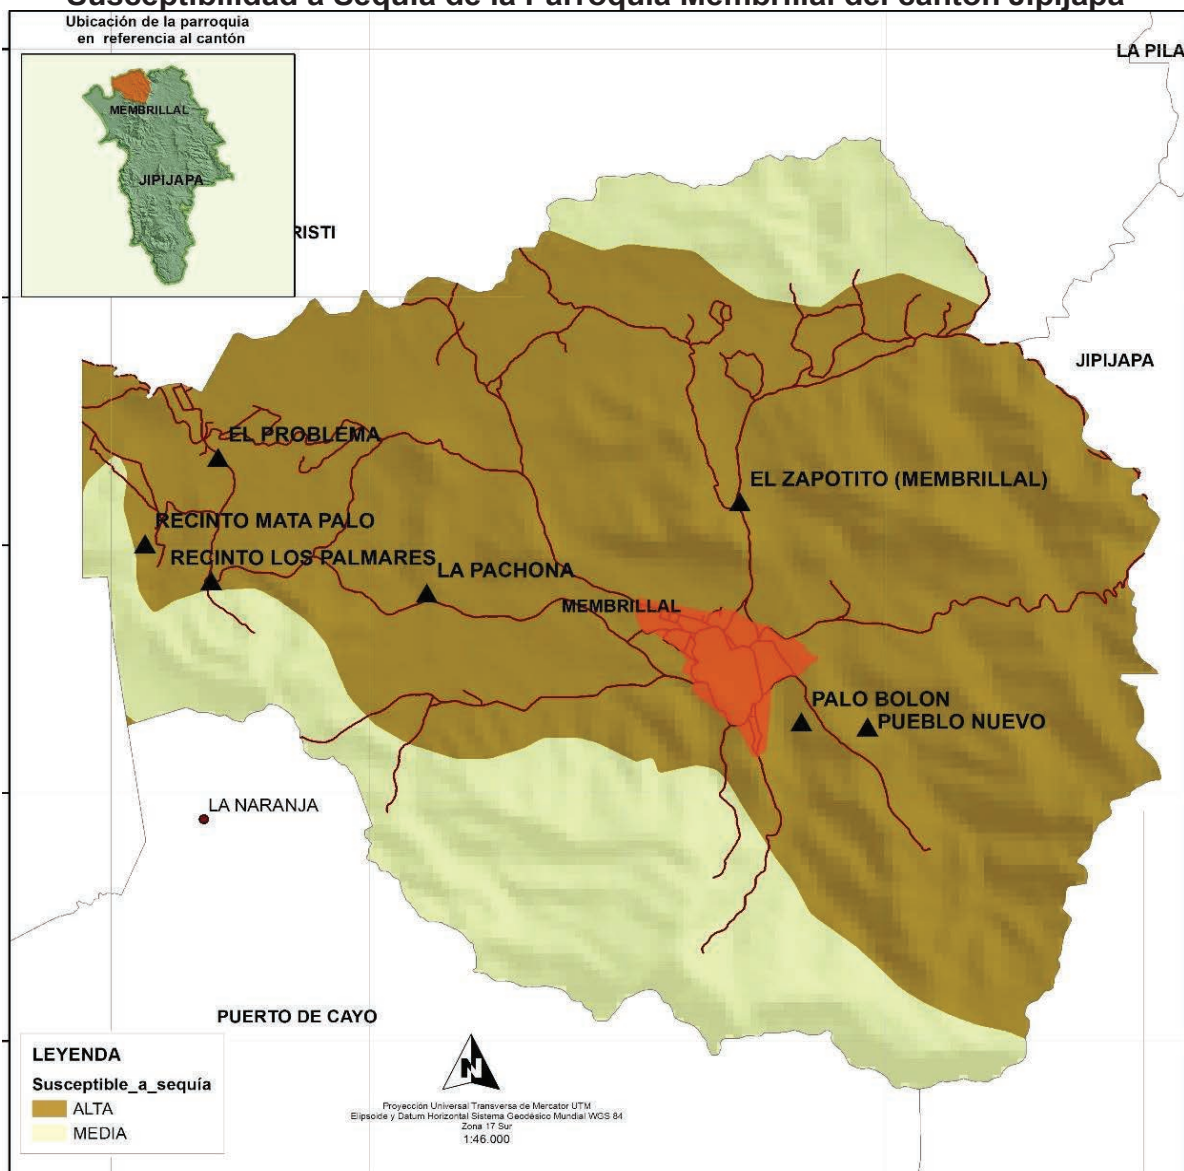 Susceptibilidad a Sequía de la Parroquia Membrillal del cantón Jipijapa
Ubicación de la parroquia
en referencia al cantón
MEMBRILLAL
JIPIJAPA
LA PILA
RISTI
JIPIJAPA
EL PROBLEMA
EL ZAPOTITO (MEMBRILLAL)
RECINTO MATA PALO
RECINTO LOS PALMARES
LA PACHONA
MEMBRILLAL
PALO BOLON
PUEBLO NUEVO
LA NARANJA
PUERTO DE CAYO
N
LEYENDA
Susceptible_a_sequía
ALTA
MEDIA
Proyección Universal Transversa de Mercator UTM
Elipsoide y Datum Horizontal Sistema Geodésico Mundial WGS 84
Zona 17 Sur
1:46.000